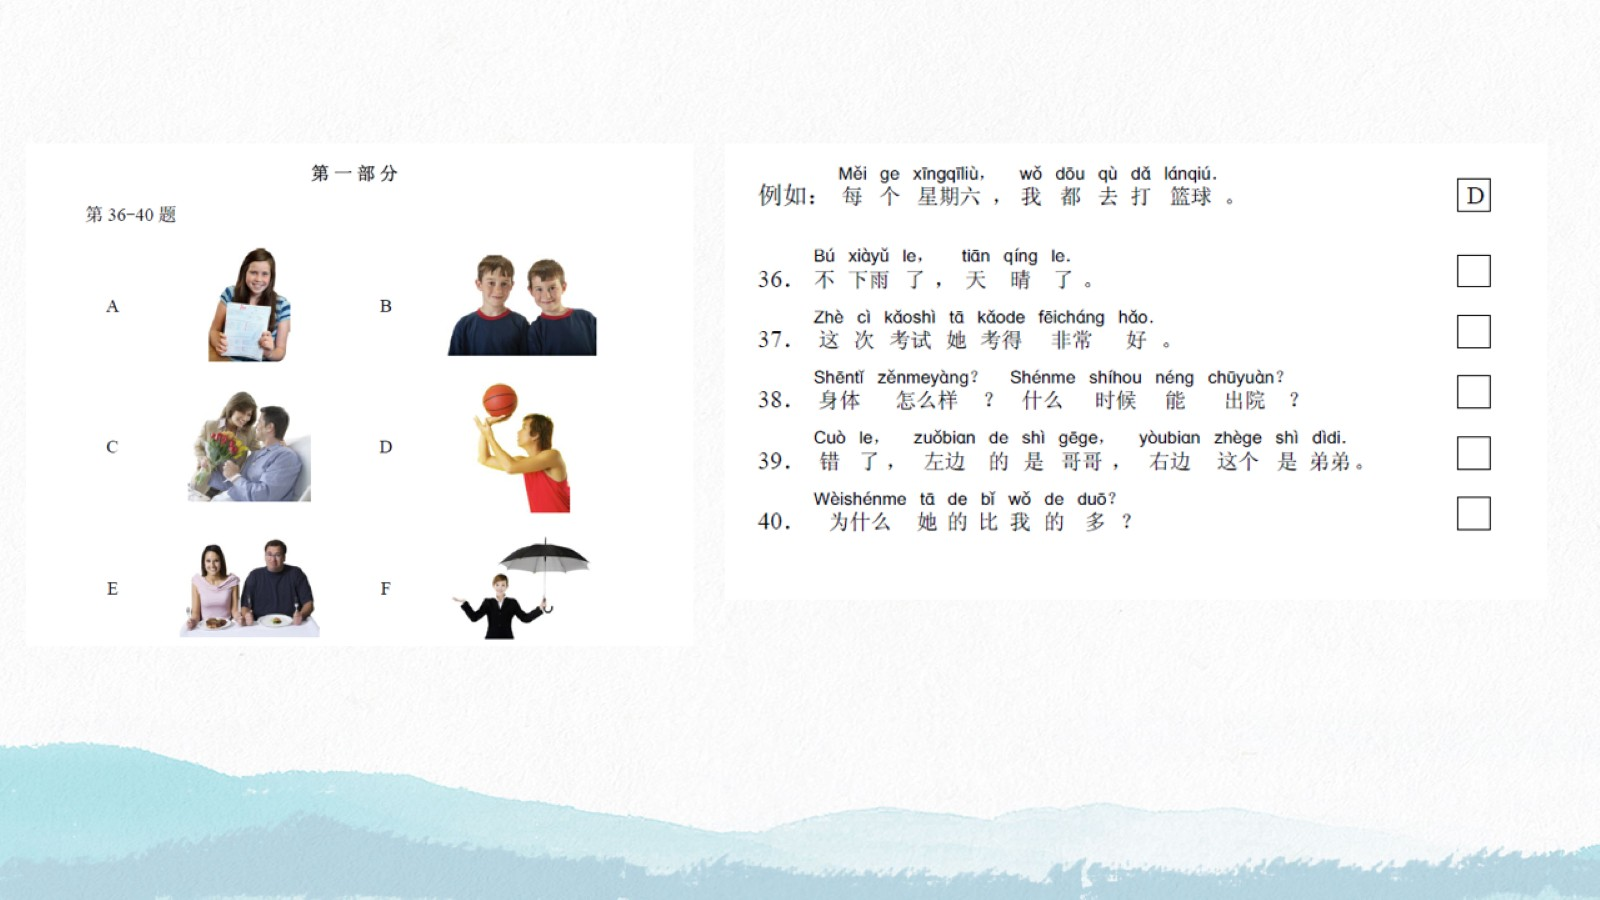 第一部分
第 36-40 题
A
B
C
D
E
F
Měi ge xīngqīliù, wǒ dōu qù dǎ lánqiú.
例如： 每 个 星期六 ， 我 都 去 打 篮球 。
D
Bú xiàyǔ le, tiān qíng le.
36. 不 下雨 了 ， 天 晴 了 。
Zhè cì kǎoshì tā kǎode fēicháng hǎo.
37. 这 次 考试 她 考得 非常 好 。
Shēntǐ zěnmeyàng? Shénme shíhou néng chūyuàn?
38. 身体 怎么样 ？ 什么 时候 能 出院 ？
Cuò le, zuǒbian de shì gēge, yòubian zhège shì dìdi.
39. 错 了 ， 左边 的 是 哥哥 ， 右边 这个 是 弟弟 。
Wèishénme tā de bǐ wǒ de duō?
40. 为什么 她 的 比 我 的 多 ？